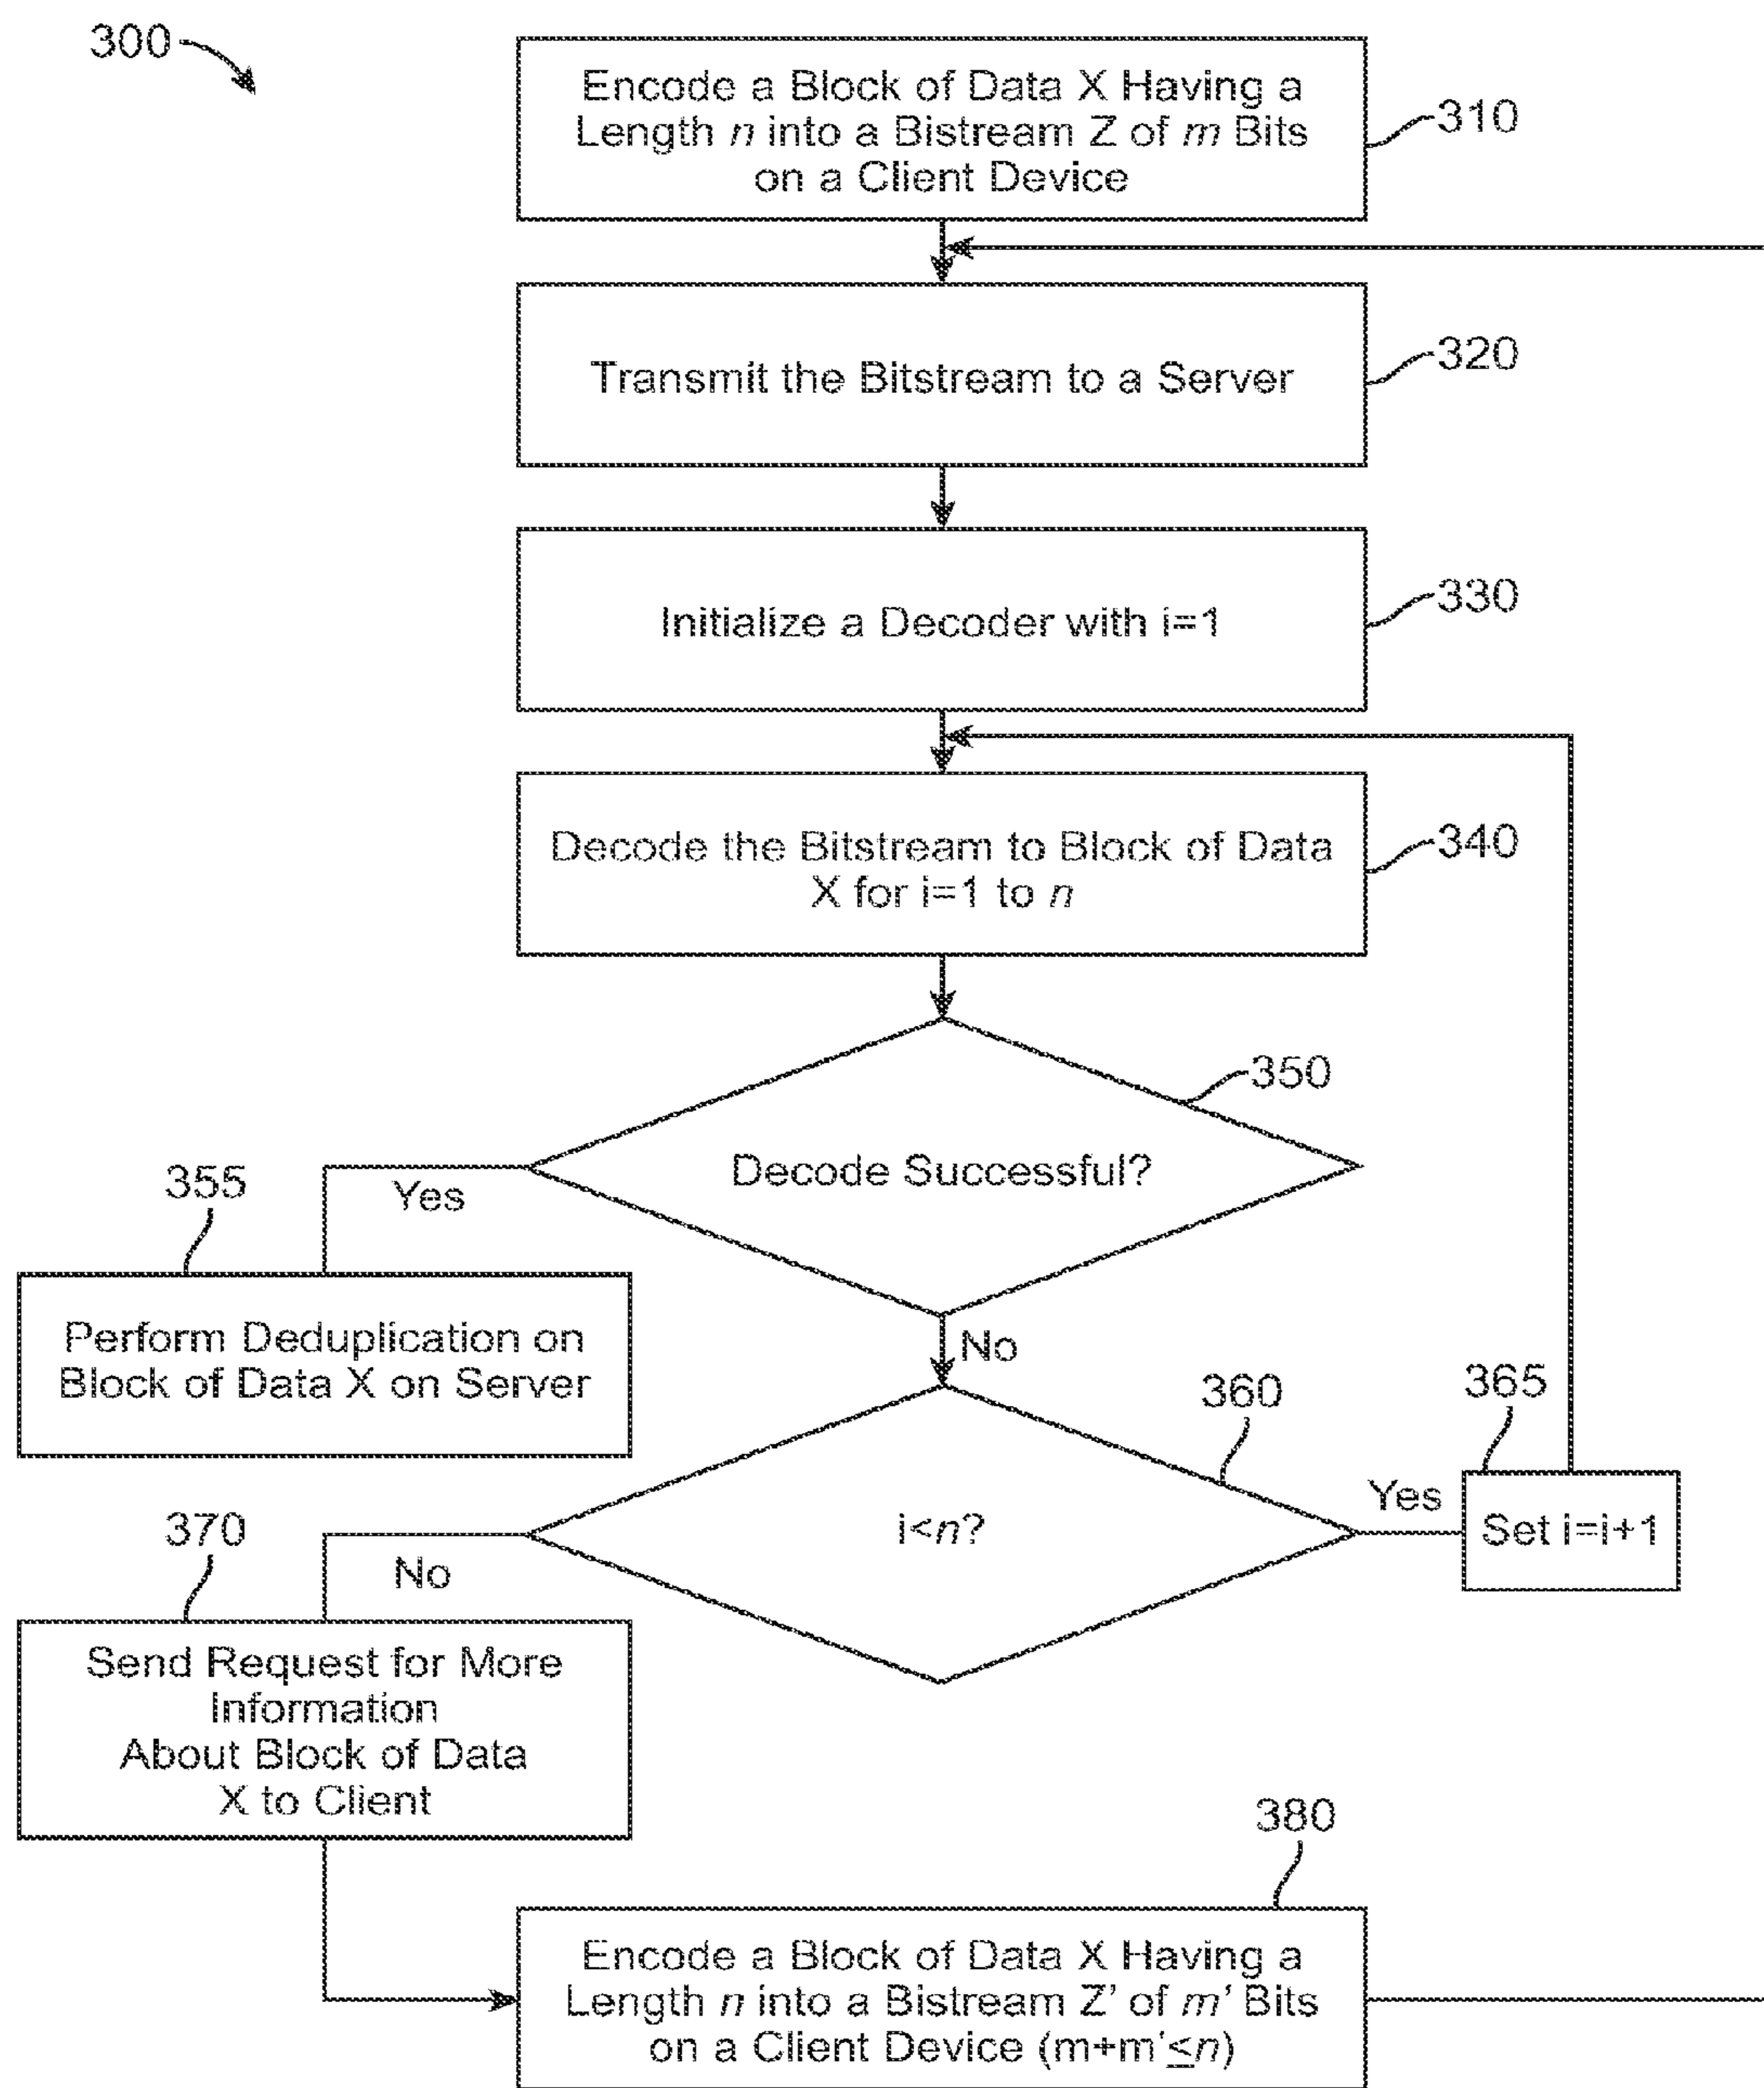 300
Encode a Block of Data X Having a
Length n into a Bistream Z of m Bits
on a Client Device
310
Transmit the Bitstream to a Server
320
Initialize a Decoder with i=1
330
Decode the Bitstream to Block of Data
X for i=1 to n
340
350
Decode Successful?
355
Yes
Perform Deduplication on
Block of Data X on Server
No
360
365
i<n?
Yes
Set i=i+1
370
No
Send Request for More
Information
About Block of Data
X to Client
380
Encode a Block of Data X Having a
Length n into a Bistream Z' of m' Bits
on a Client Device (m+m'≤n)